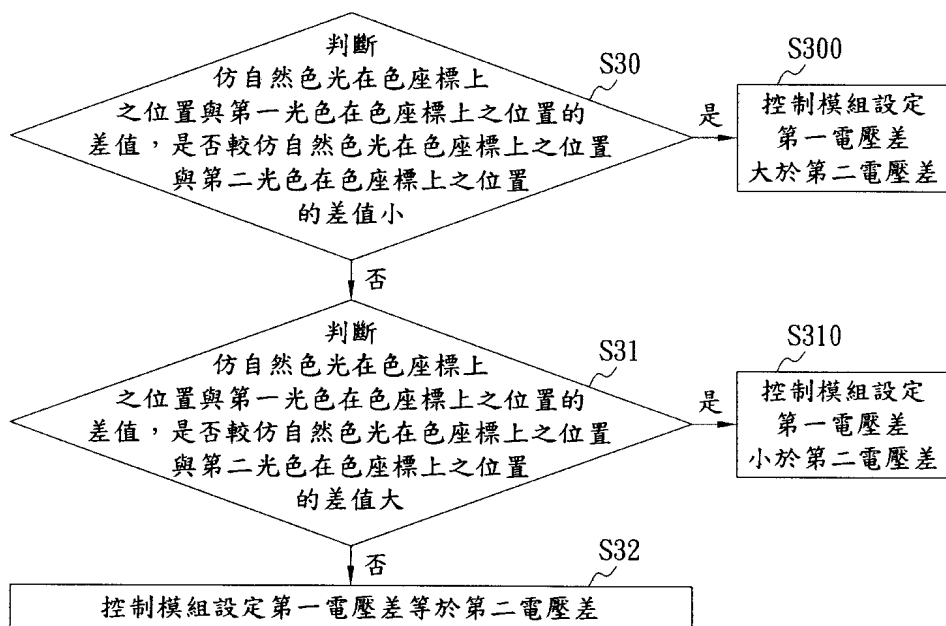 判斷
仿自然色光在色座標上
之位置與第一光色在色座標上之位置的
差值，是否較仿自然色光在色座標上之位置
與第二光色在色座標上之位置
的差值小
S30
是
S300
控制模組設定
第一電壓差
大於第二電壓差
否
判斷
仿自然色光在色座標上
之位置與第一光色在色座標上之位置的
差值，是否較仿自然色光在色座標上之位置
與第二光色在色座標上之位置
的差值大
S31
是
S310
控制模組設定
第一電壓差
小於第二電壓差
否
S32
控制模組設定第一電壓差等於第二電壓差